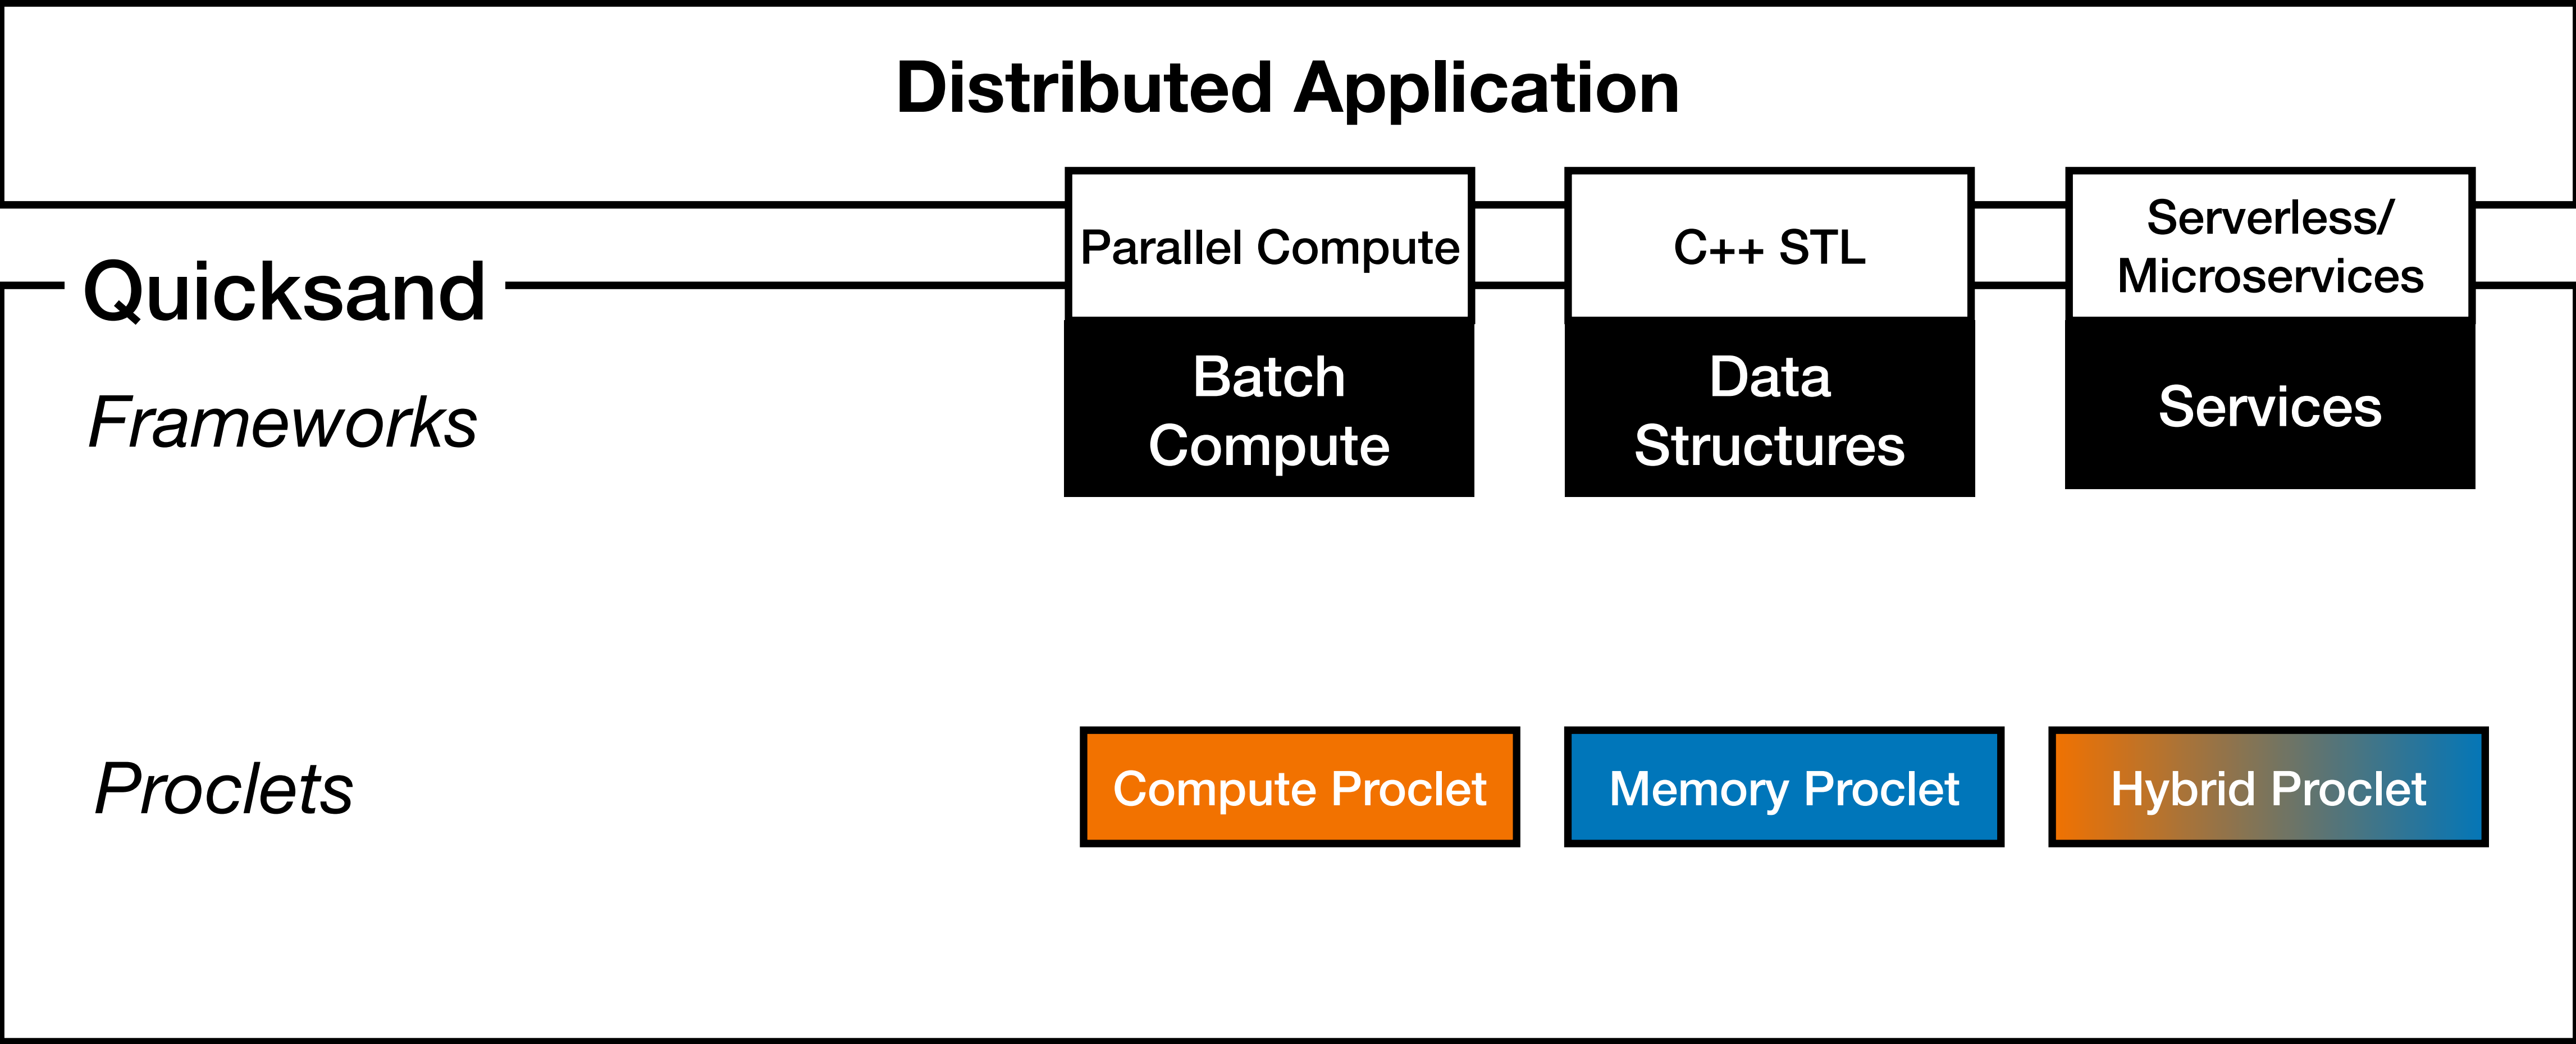 Distributed Application
Parallel Compute
C++ STL
Serverless/
Microservices
Quicksand
Frameworks
Batch
Compute
Data
Structures
Services
Proclets
Compute Proclet
Memory Proclet
Hybrid Proclet